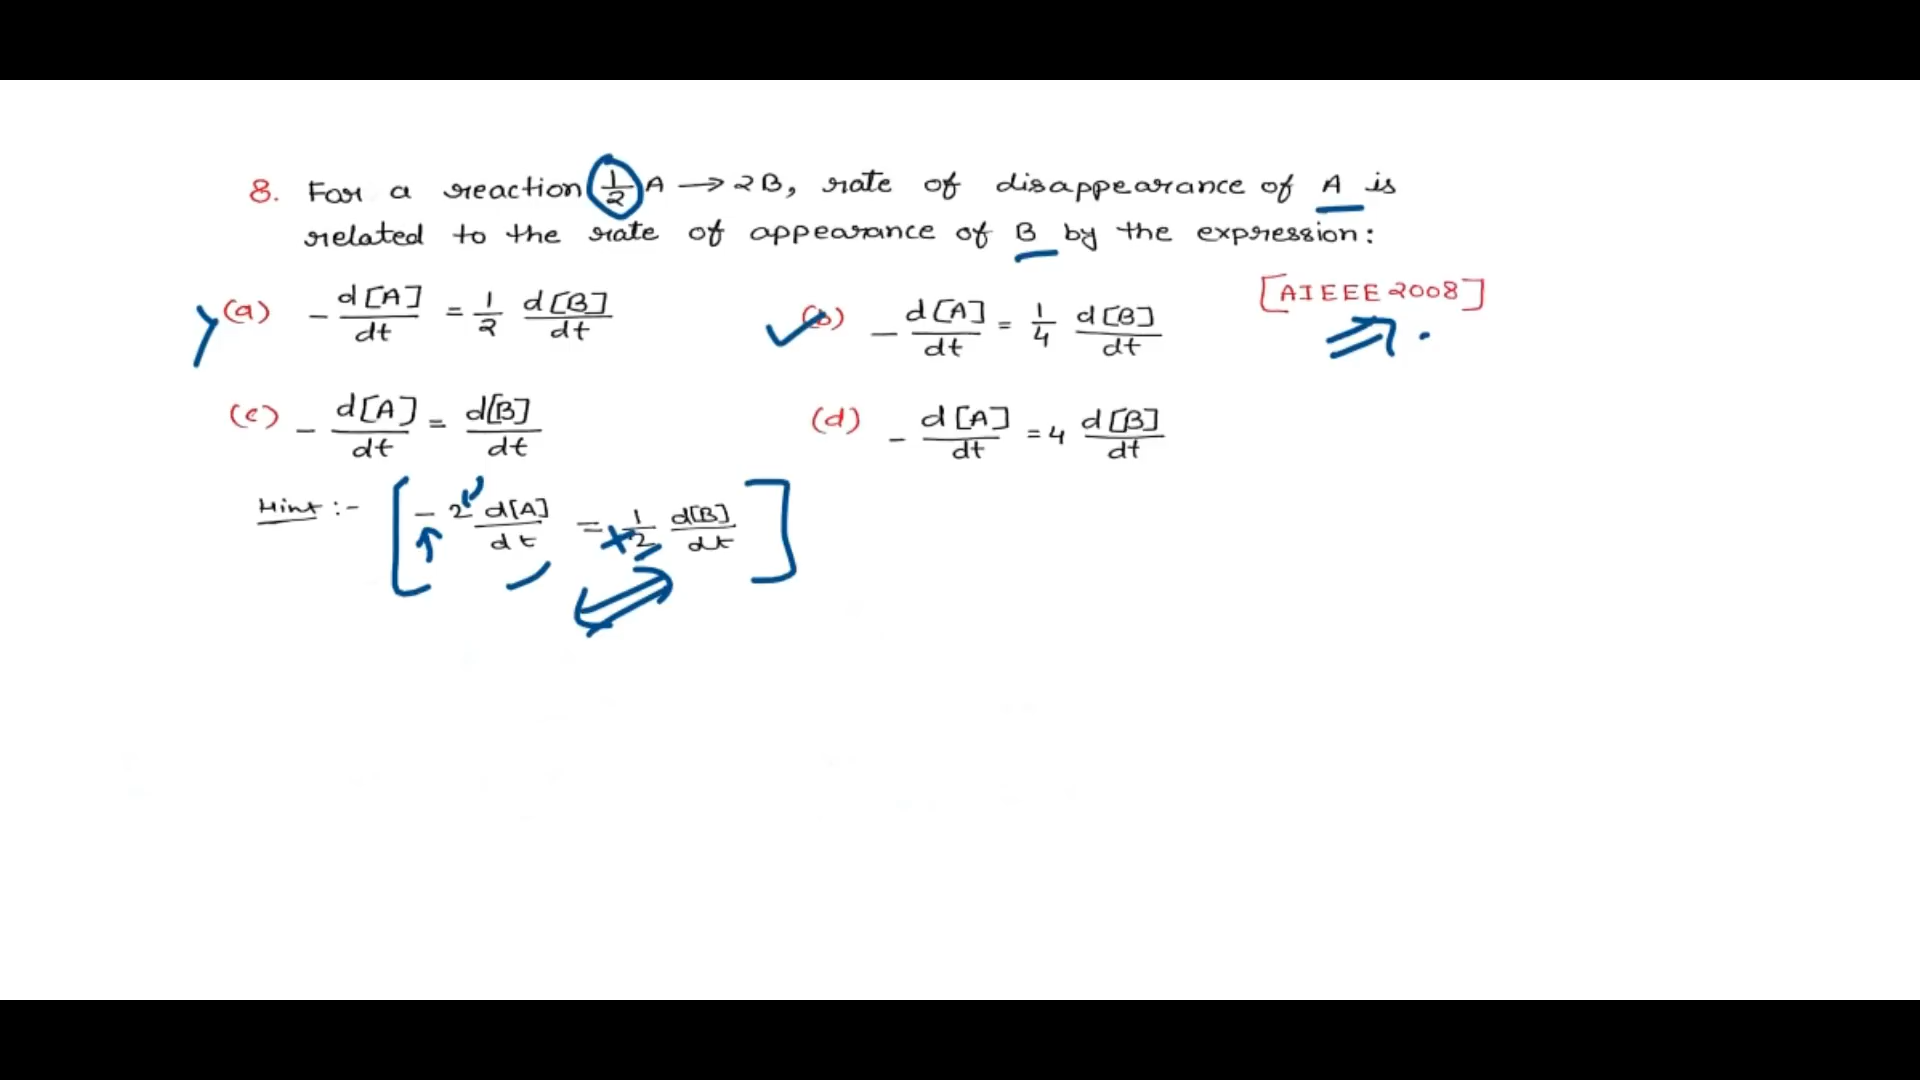 8. For a reaction 1/2 A → 2B, rate of disappearance of A is
related to the rate of appearance of B by the expression:
[AIEEE 2008]
(a) - d[A]/dt = 1/2 d[B]/dt
(b) - d[A]/dt = 1/4 d[B]/dt
(c) - d[A]/dt = d[B]/dt
(d) - d[A]/dt = 4 d[B]/dt
Hint :- [ - 2 d[A]/dt = 1/2 d[B]/dt ]